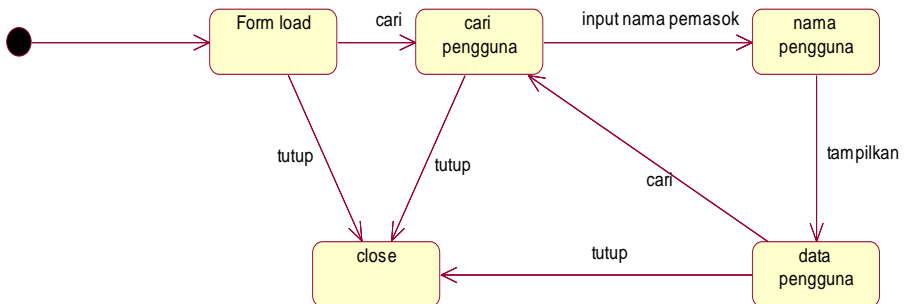 Form load
cari
cari
pengguna
input nama pemasok
nama
pengguna
tutup
tutup
cari
tampilkan
close
tutup
data
pengguna